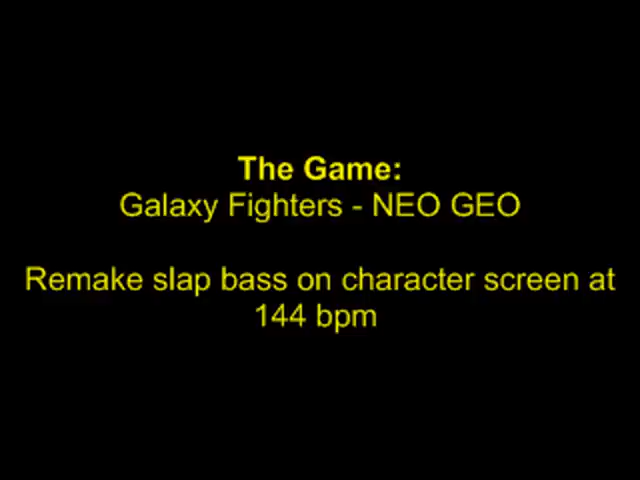 The Game:
Galaxy Fighters - NEO GEO
Remake slap bass on character screen at
144 bpm